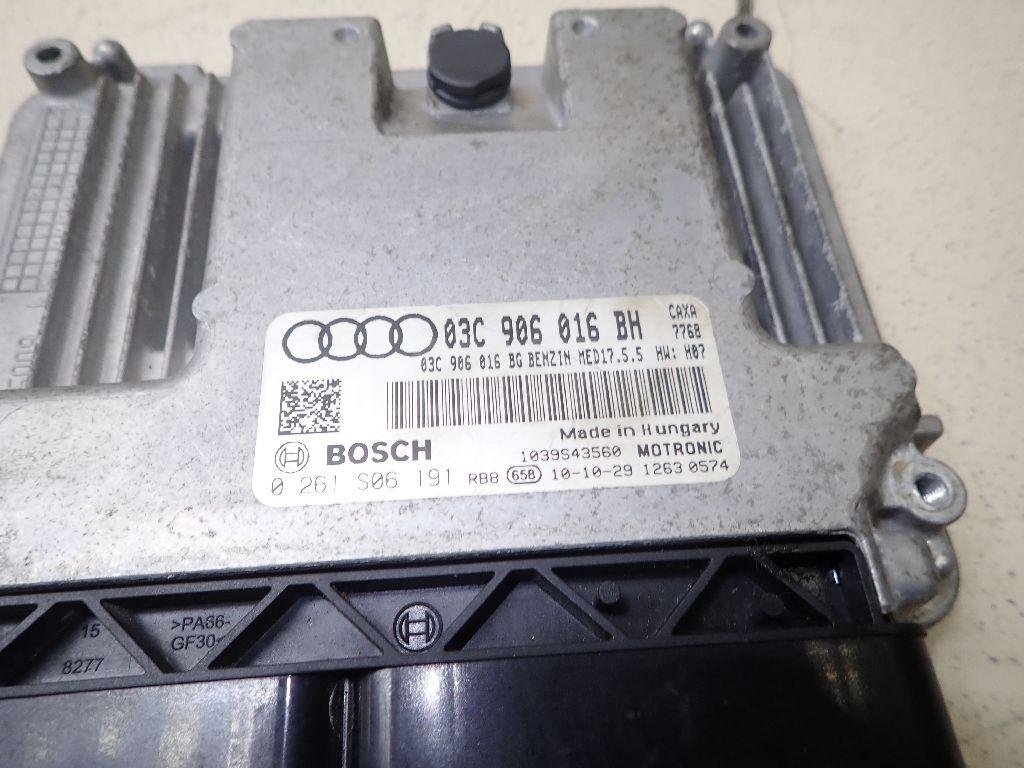 03C 906 016 BH
CAXA
7768
03C 906 016 BG BENZIN MED17.5.5 HW: H07
Made in Hungary
BOSCH
1039S43560 MOTRONIC
0 261 S06 191 RB8 658 10-10-29 1263 0574
>PA66-
GF30<
15
8277